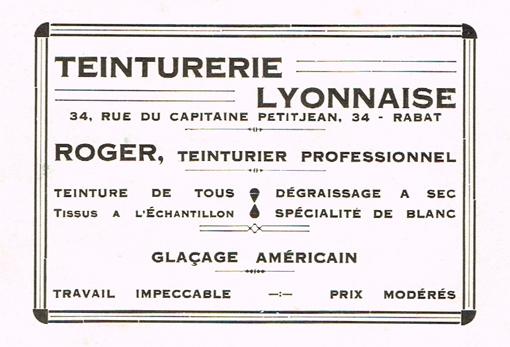 TEINTURERIE
LYONNAISE
34, RUE DU CAPITAINE PETITJEAN, 34 - RABAT
ROGER, TEINTURIER PROFESSIONNEL
TEINTURE DE TOUS DÉGRAISSAGE A SEC
TISSUS A L'ÉCHANTILLON SPÉCIALITÉ DE BLANC
GLAÇAGE AMÉRICAIN
TRAVAIL IMPECCABLE —:— PRIX MODÉRÉS